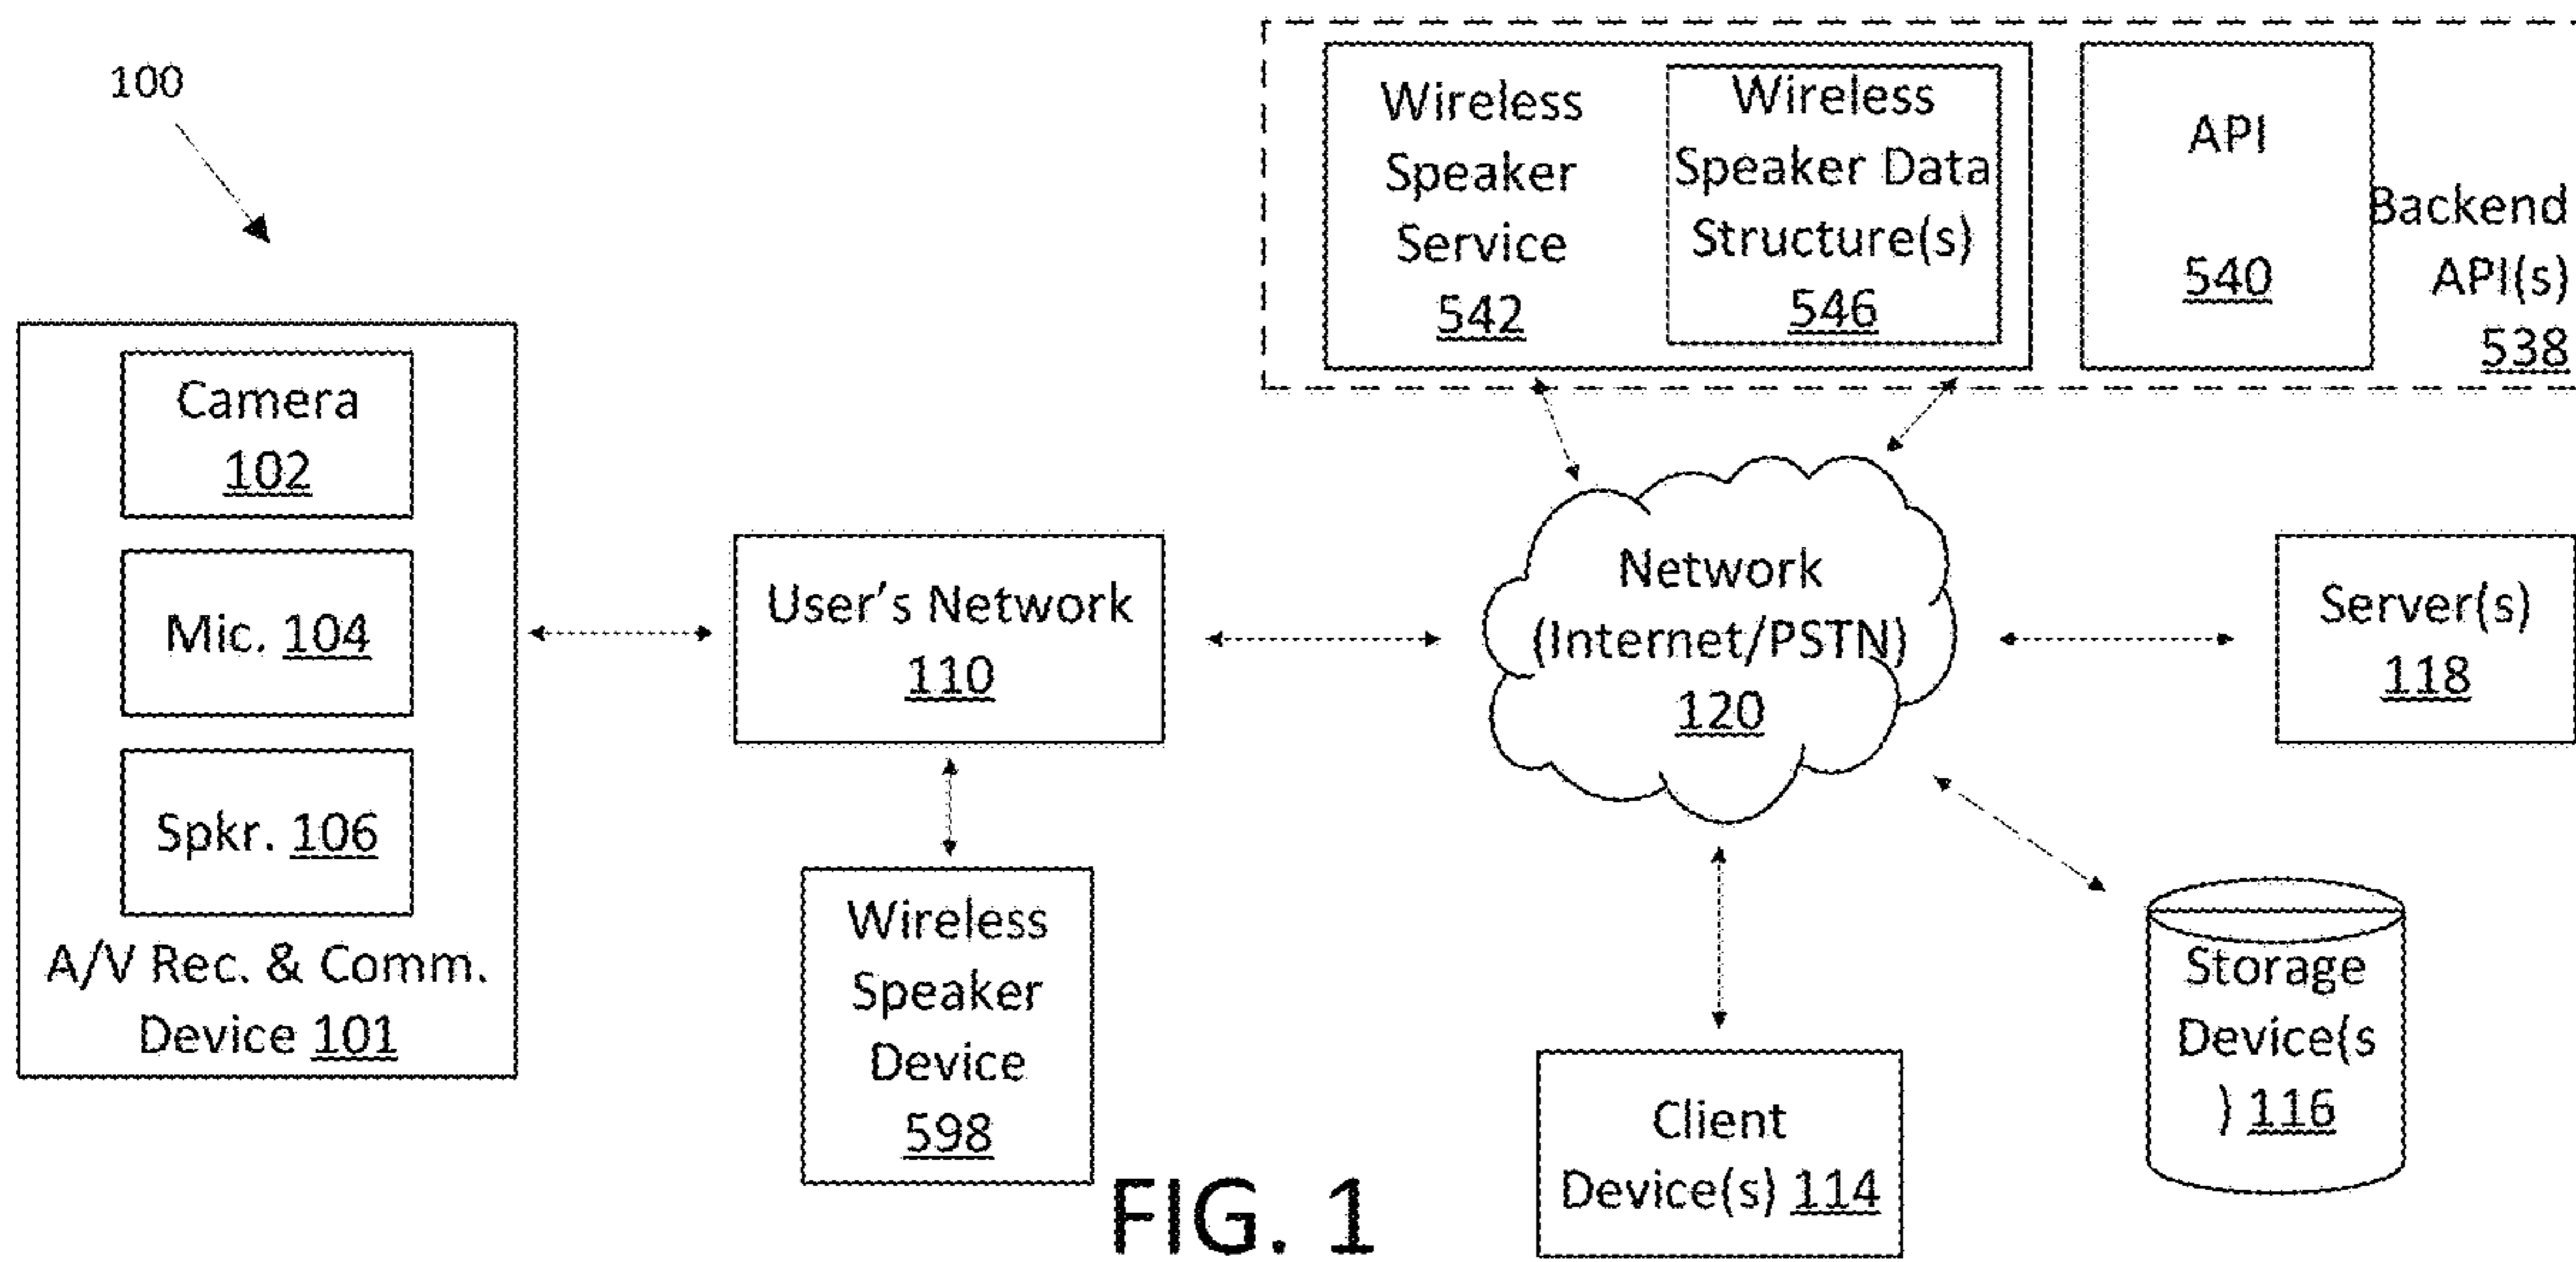 100
Camera
102
Mic. 104
Spkr. 106
A/V Rec. & Comm.
Device 101
User's Network
110
Wireless
Speaker
Device
598
Wireless
Speaker
Service
542
Wireless
Speaker Data
Structure(s)
546
API
540
Backend
API(s)
538
Network
(Internet/PSTN)
120
Server(s)
118
Storage
Device(s
) 116
Client
Device(s) 114
FIG. 1